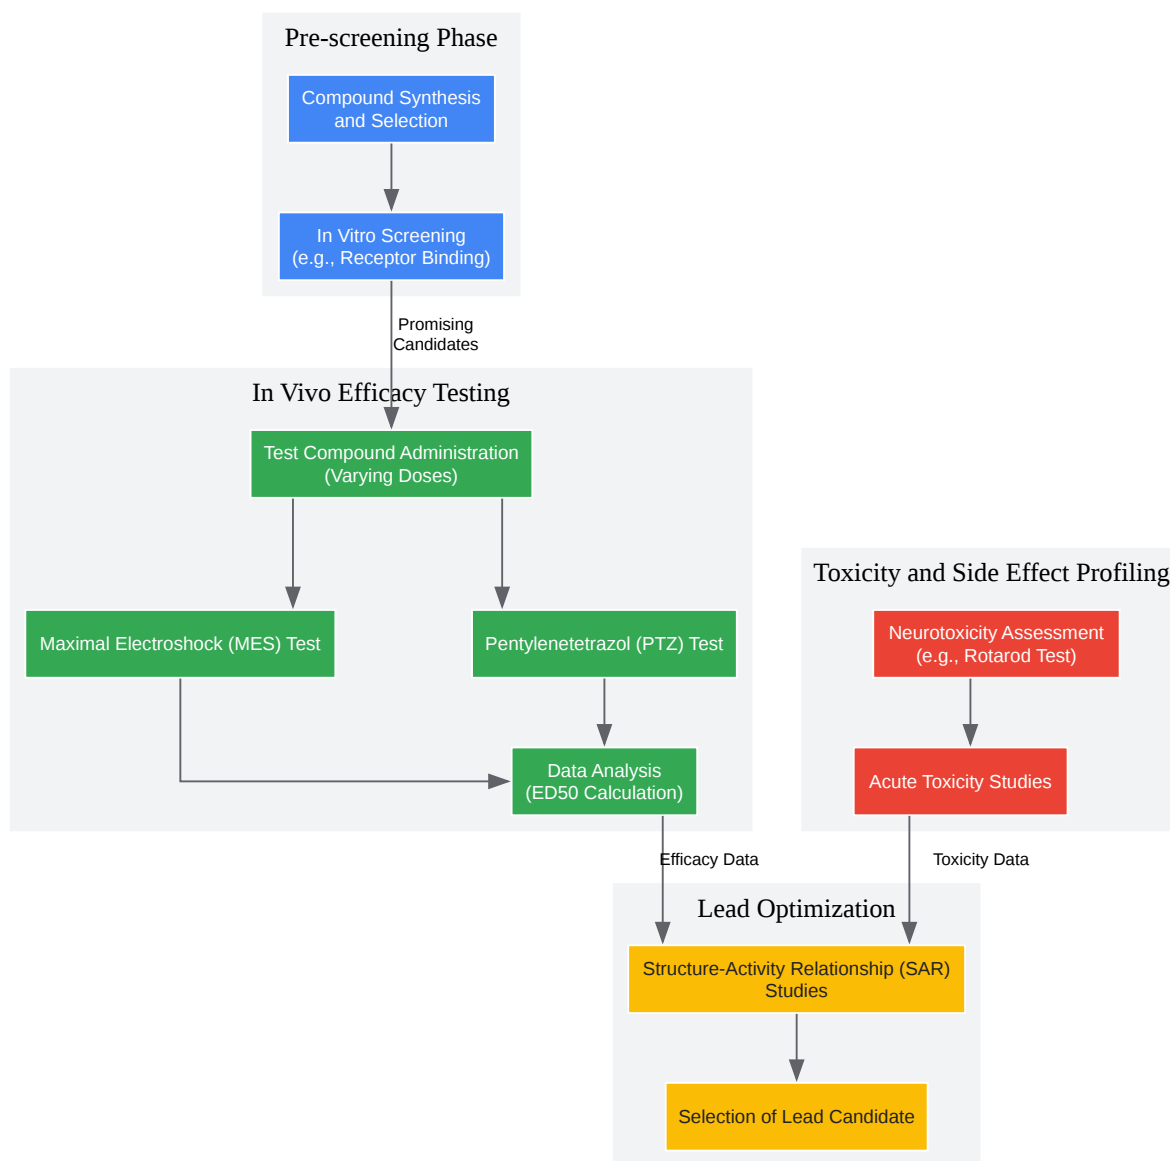 Pre-screening Phase
Compound Synthesis
and Selection
In Vitro Screening
(e.g., Receptor Binding)
Promising
Candidates
In Vivo Efficacy Testing
Test Compound Administration
(Varying Doses)
Maximal Electroshock (MES) Test
Pentylenetetrazol (PTZ) Test
Data Analysis
(ED50 Calculation)
Toxicity and Side Effect Profiling
Neurotoxicity Assessment
(e.g., Rotarod Test)
Acute Toxicity Studies
Efficacy Data
Toxicity Data
Lead Optimization
Structure-Activity Relationship (SAR)
Studies
Selection of Lead Candidate